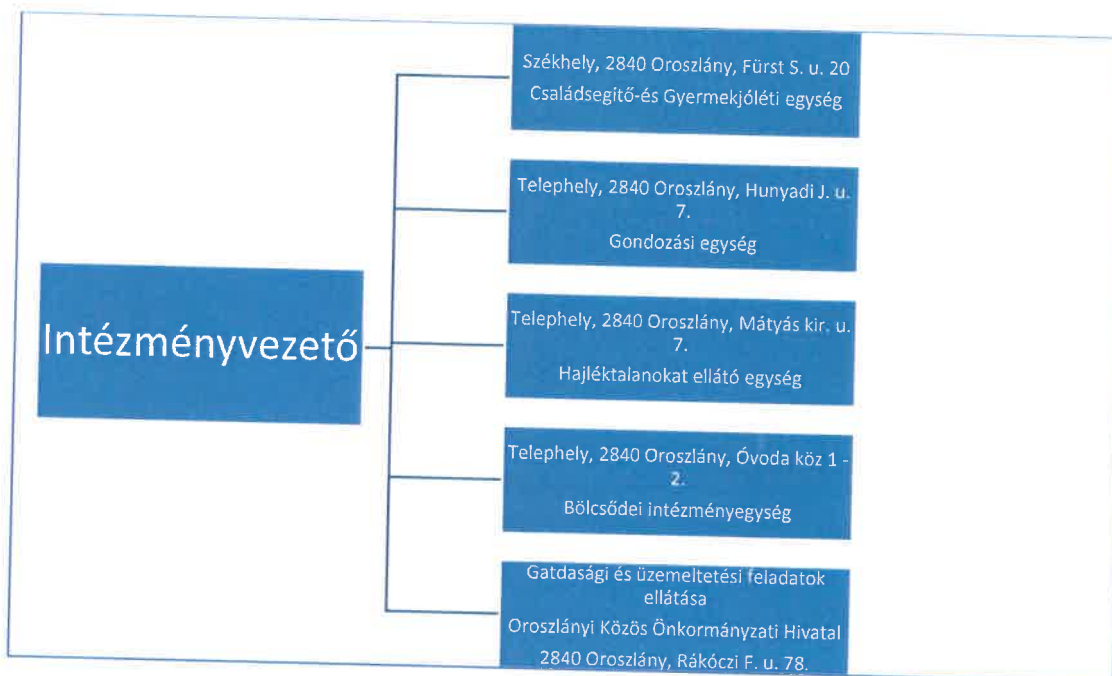 Székhely, 2840 Oroszlány, Fürst S. u. 20
Családsegitő-és Gyermekjóléti egység
Telephely, 2840 Oroszlány, Hunyadi J. u.
7.
Gondozási egység
Intézményvezető
Telephely, 2840 Oroszlány, Mátyás kir. u.
7.
Hajléktalanokat ellátó egység
Telephely, 2840 Oroszlány, Óvoda köz 1 -
2.
Bölcsődei intézményegység
Gatdasági és üzemeltetési feladatok
ellátása
Oroszlányi Közös Önkormányzati Hivatal
2840 Oroszlány, Rákóczi F. u. 78.